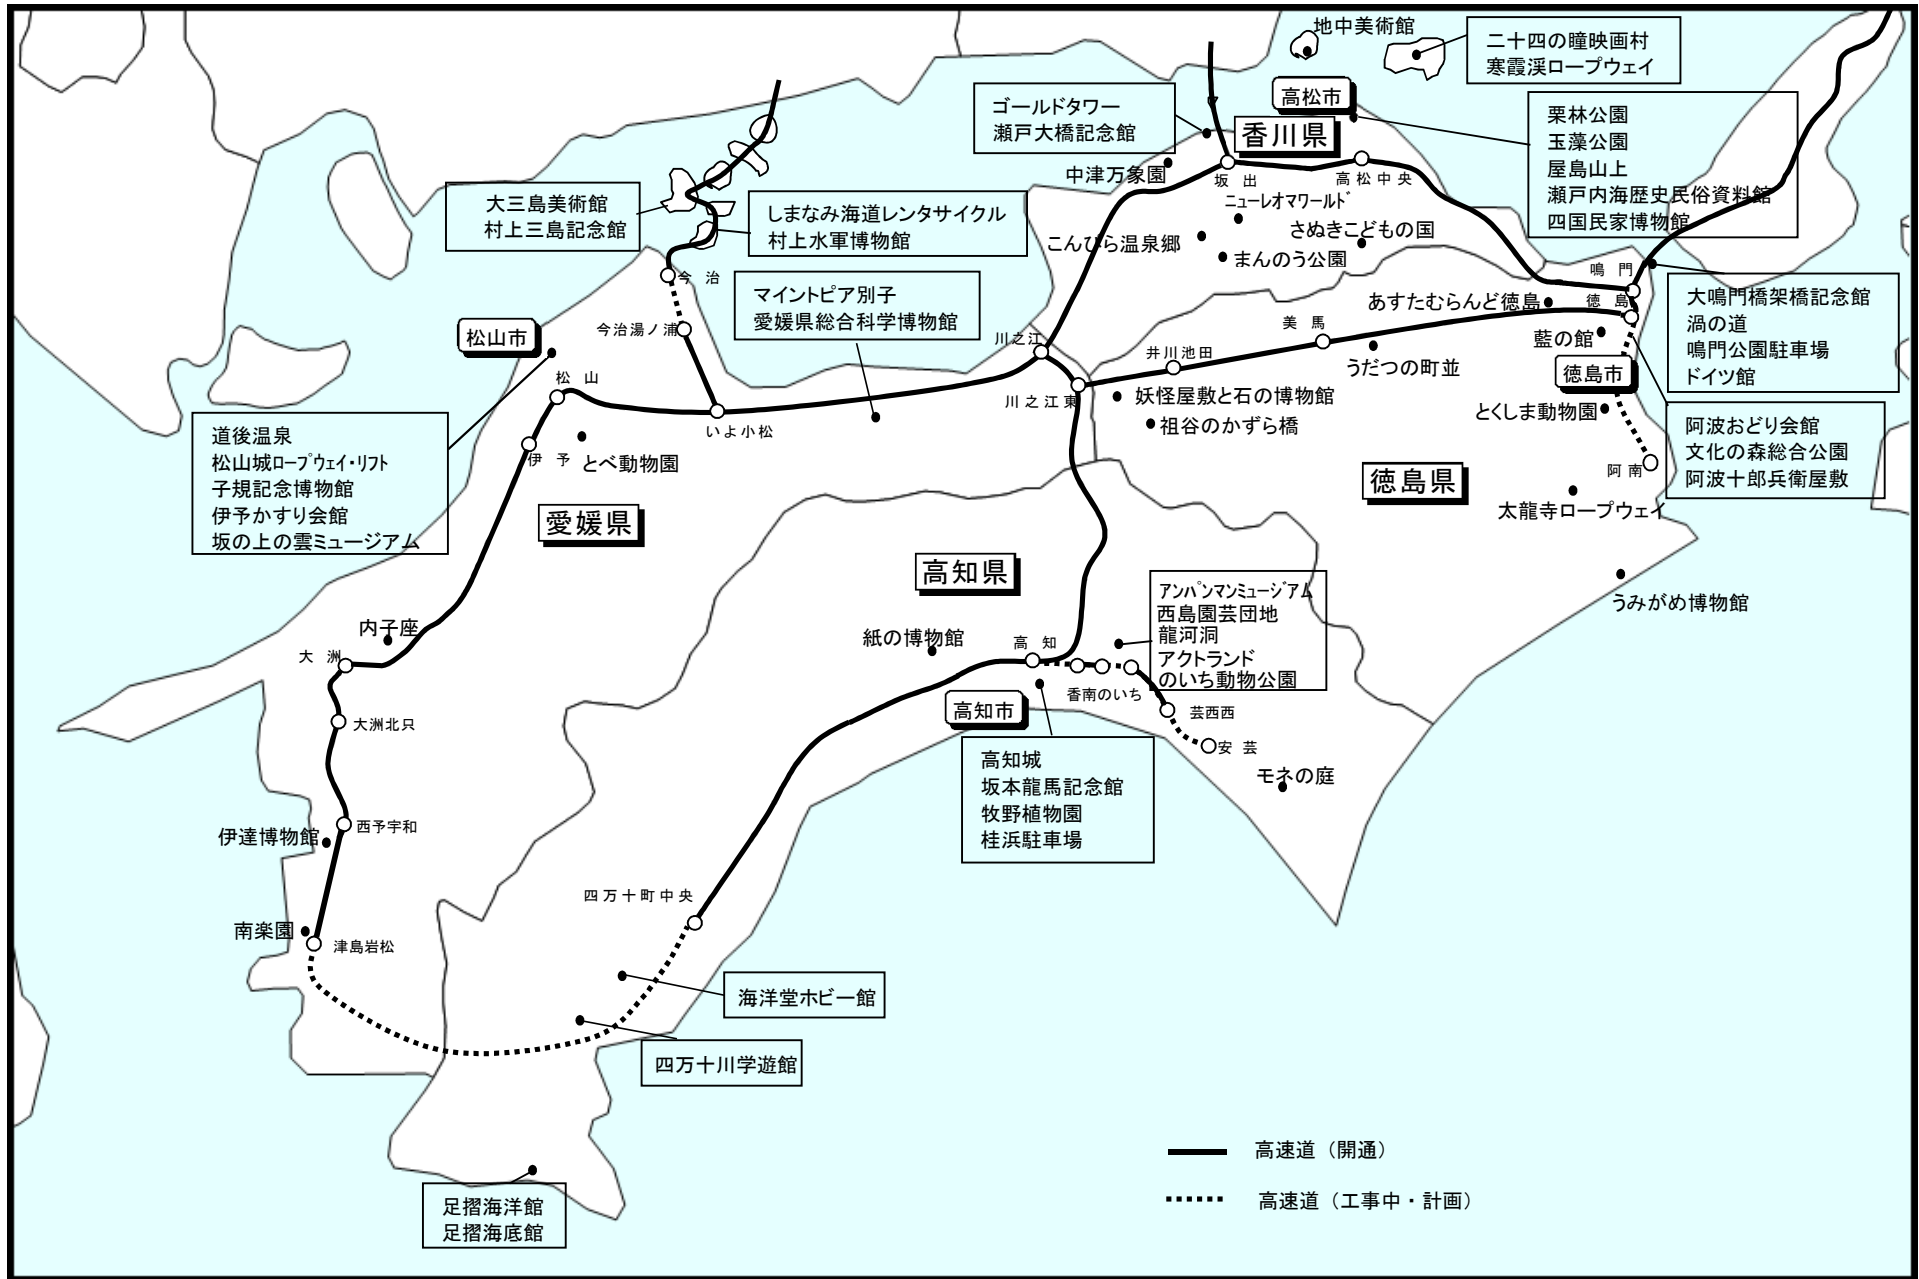 地中美術館
二十四の瞳映画村
寒霞渓ロープウェイ
高松市
ゴールドタワー
瀬戸大橋記念館
香川県
栗林公園
玉藻公園
屋島山上
瀬戸内海歴史民俗資料館
四国民家博物館
中津万象園
坂出
高松中央
ニューレオマワールド
さぬきこどもの国
こんぴら温泉郷
まんのう公園
大三島美術館
村上三島記念館
しまなみ海道レンタサイクル
村上水軍博物館
今治
今治湯ノ浦
マイントピア別子
愛媛県総合科学博物館
鳴門
徳島
あすたむらんど徳島
大鳴門橋架橋記念館
渦の道
鳴門公園駐車場
ドイツ館
松山市
川之江
美馬
藍の館
井川池田
うだつの町並
徳島市
松山
川之江東
妖怪屋敷と石の博物館
とくしま動物園
いよ小松
祖谷のかずら橋
阿波おどり会館
文化の森総合公園
阿波十郎兵衛屋敷
道後温泉
松山城ロープウェイ・リフト
子規記念博物館
伊予かすり会館
坂の上の雲ミュージアム
伊予
とべ動物園
阿南
徳島県
太龍寺ロープウェイ
愛媛県
高知県
アンパンマンミュージアム
西島園芸団地
龍河洞
アクトランド
のいち動物公園
うみがめ博物館
内子座
紙の博物館
高知
大洲
香南のいち
高知市
芸西西
大洲北只
安芸
高知城
坂本龍馬記念館
牧野植物園
桂浜駐車場
モネの庭
西予宇和
伊達博物館
四万十町中央
南楽園
津島岩松
海洋堂ホビー館
四万十川学遊館
高速道（開通）
高速道（工事中・計画）
足摺海洋館
足摺海底館